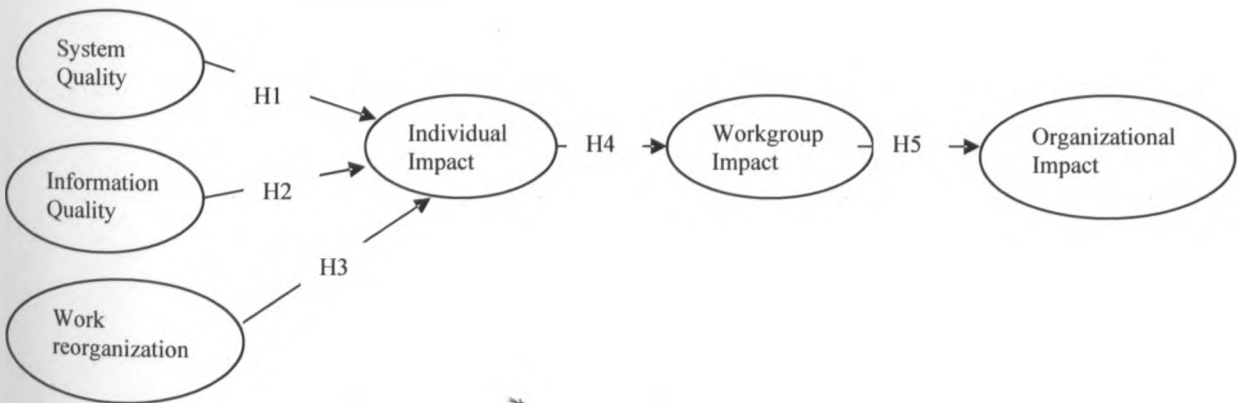 System
Quality
H1
Individual
Impact
H4
Workgroup
Impact
H5
Organizational
Impact
Information
Quality
H2
H3
Work
reorganization